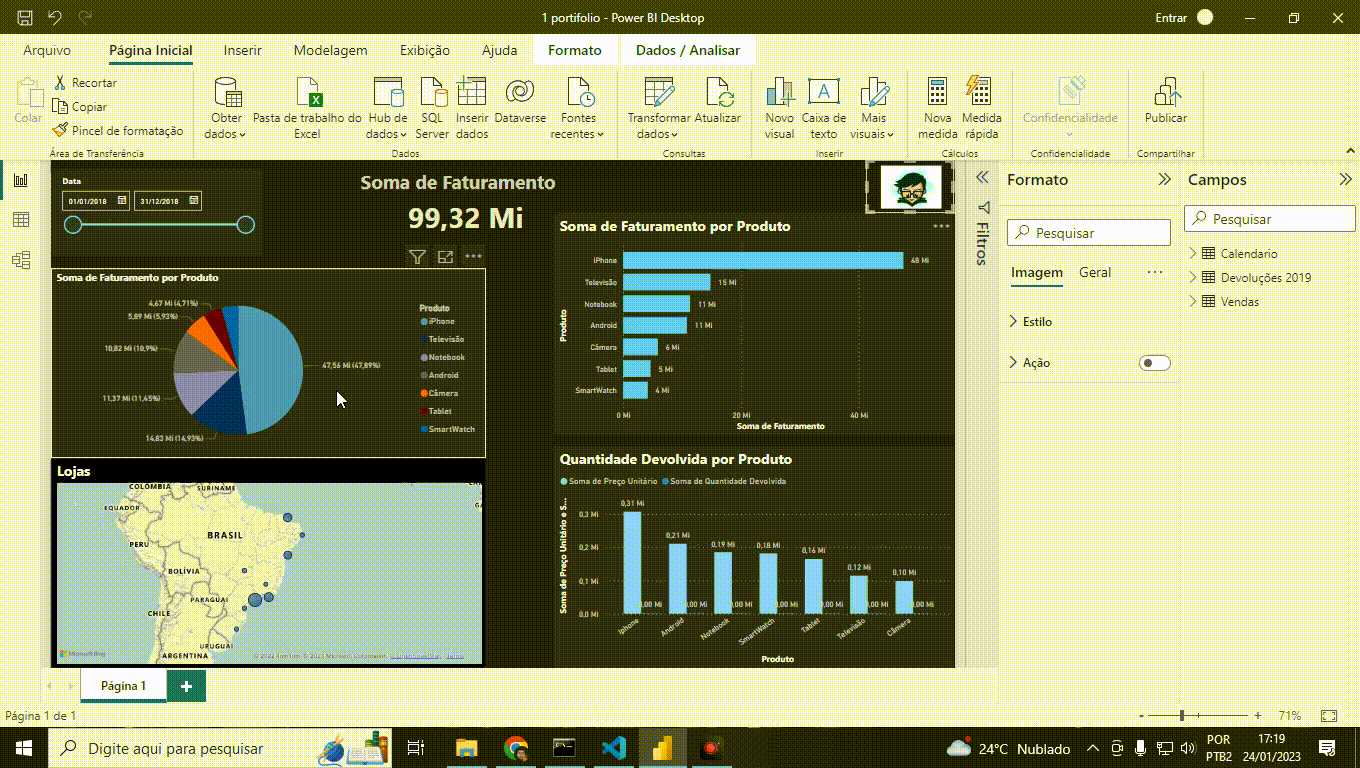 1 portifolio - Power BI Desktop
Entrar
Arquivo
Página Inicial
Inserir
Modelagem
Exibição
Ajuda
Formato
Dados / Analisar
Colar
Recortar
Copiar
Pincel de formatação
Área de Transferência
Obter dados
Pasta de trabalho do Excel
Hub de dados
SQL Server
Inserir dados
Dataverse
Fontes recentes
Dados
Transformar dados
Atualizar
Consultas
Novo visual
Caixa de texto
Mais visuais
Inserir
Nova medida
Medida rápida
Cálculos
Confidencialidade
Confidencialidade
Publicar
Compartilhar
Data
01/01/2018
31/12/2018
Soma de Faturamento
99,32 Mi
Soma de Faturamento por Produto
4,67 Mi (4,71%)
5,89 Mi (5,93%)
10,82 Mi (10,9%)
11,37 Mi (11,45%)
14,83 Mi (14,93%)
47,56 Mi (47,89%)
Produto
iPhone
Televisão
Notebook
Android
Câmera
Tablet
SmartWatch
Lojas
COLÔMBIA
SURINAME
EQUADOR
BRASIL
PERU
BOLÍVIA
PARAGUAI
CHILE
URUGUAI
ARGENTINA
Microsoft Bing
© 2022 TomTom, © 2023 Microsoft Corporation, © OpenStreetMap Terms
Soma de Faturamento por Produto
Produto
iPhone 48 Mi
Televisão 15 Mi
Notebook 11 Mi
Android 11 Mi
Câmera 6 Mi
Tablet 5 Mi
SmartWatch 4 Mi
0 Mi 20 Mi 40 Mi
Soma de Faturamento
Quantidade Devolvida por Produto
Soma de Preço Unitário Soma de Quantidade Devolvida
Soma de Preço Unitário e S...
0,3 Mi
0,2 Mi
0,1 Mi
0,0 Mi
0,31 Mi
0,21 Mi
0,19 Mi
0,18 Mi
0,16 Mi
0,12 Mi
0,10 Mi
0,00 Mi 0,00 Mi 0,00 Mi 0,00 Mi 0,00 Mi 0,00 Mi 0,00 Mi
Iphone Android Notebook SmartWatch Tablet Televisão Câmera
Produto
Filtros
Formato
Pesquisar
Imagem
Geral
Estilo
Ação
Campos
Pesquisar
Calendario
Devoluções 2019
Vendas
Página 1
Página 1 de 1
71%
Digite aqui para pesquisar
24°C Nublado
POR
PTB2
17:19
24/01/2023